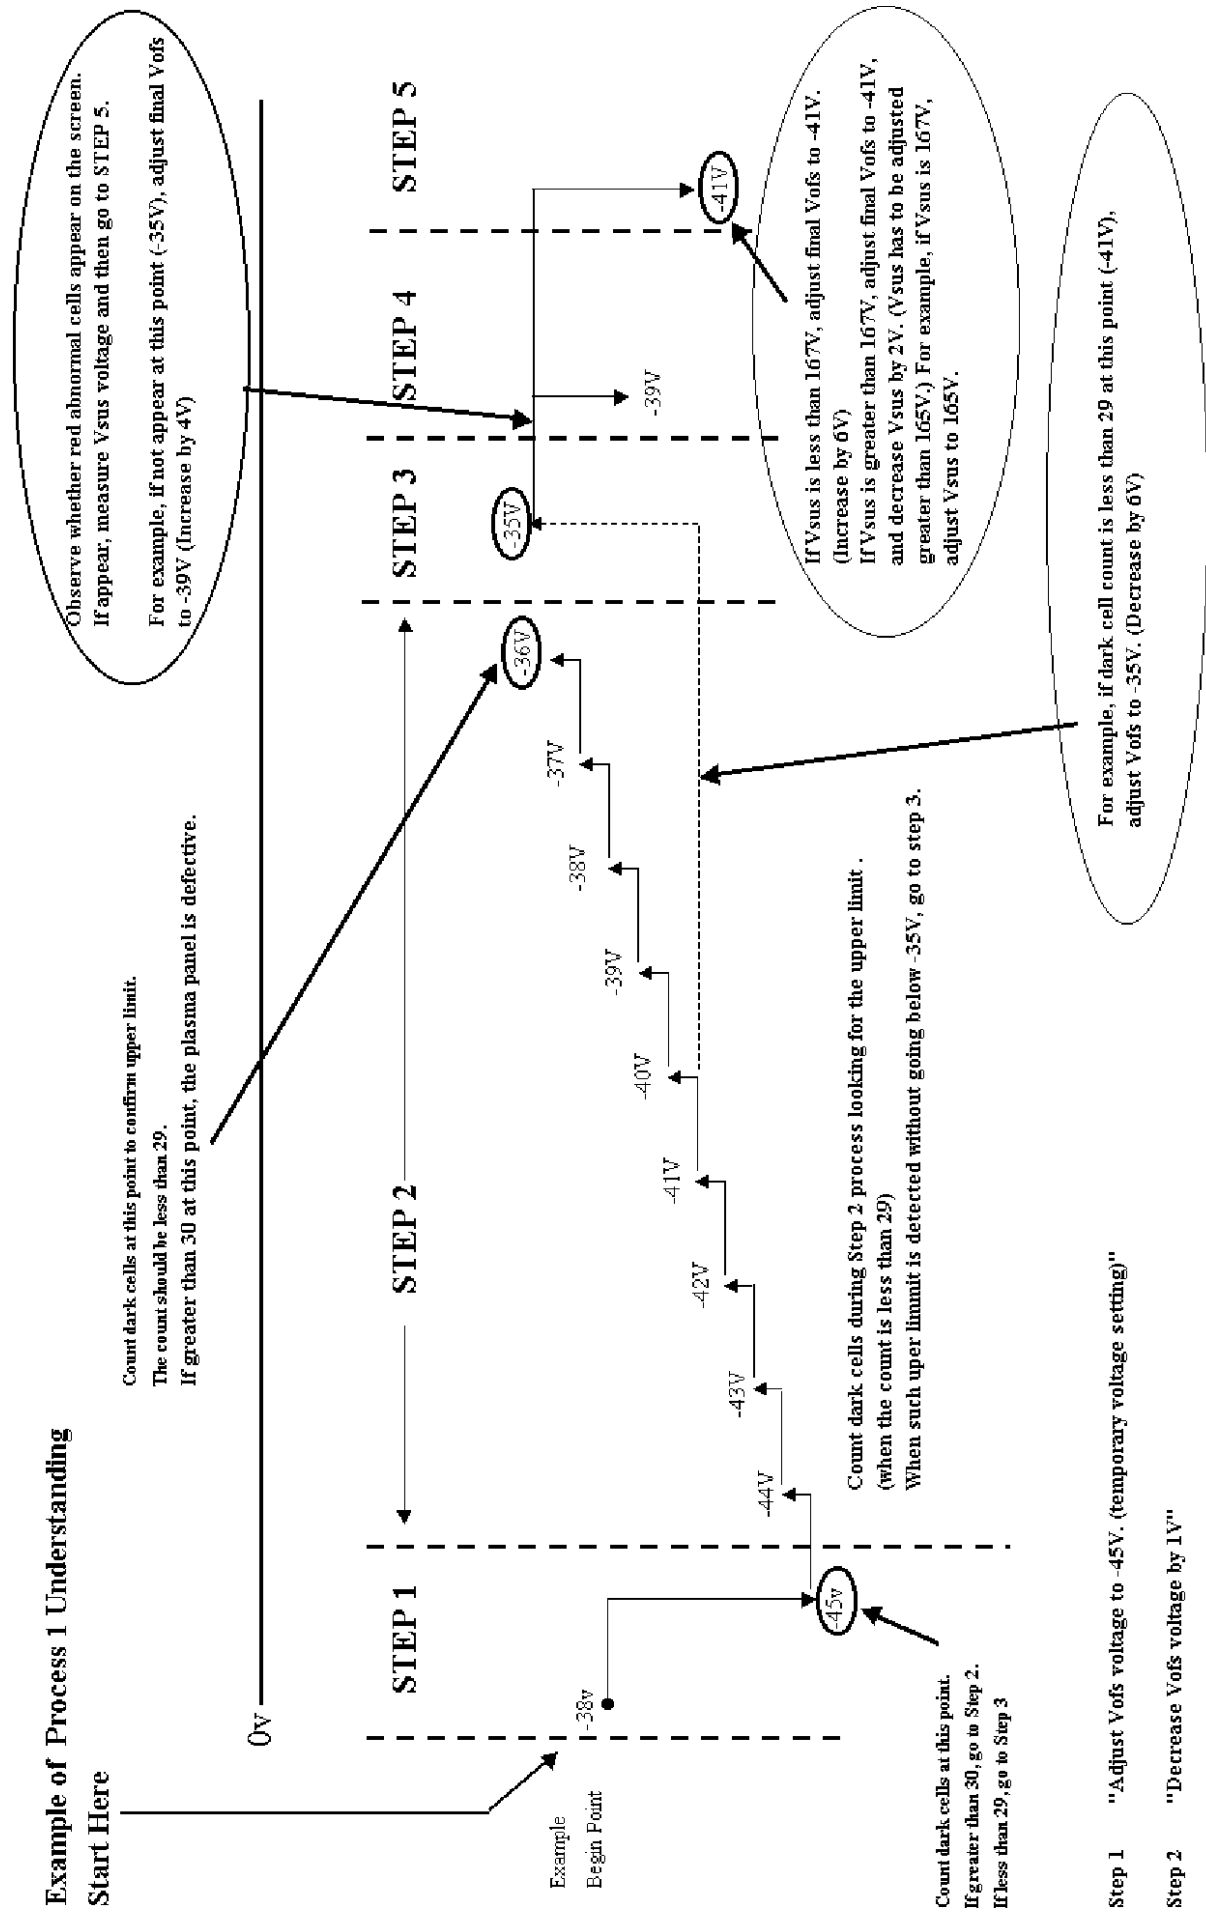 Example of Process 1 Understanding
Start Here
Count dark cells at this point to confirm upper limit.
The count should be less than 29.
If greater than 30 at this point, the plasma panel is defective.
Observe whether red abnormal cells appear on the screen.
If appear, measure Vsus voltage and then go to STEP 5.
For example, if not appear at this point (-35V), adjust final Vofs
to -39V (Increase by 4V)
0v
STEP 1
STEP 2
STEP 3
STEP 4
STEP 5
Example
Begin Point
-38v
-45v
-44V
-43V
-42V
-41V
-40V
-39V
-38V
-37V
-36V
-35V
-39V
-41V
Count dark cells at this point.
If greater than 30, go to Step 2.
If less than 29, go to Step 3
Count dark cells during Step 2 process looking for the upper limit .
(when the count is less than 29)
When such uper limmit is detected without going below -35V, go to step 3.
If Vsus is less than 167V, adjust final Vofs to -41V.
(Increase by 6V)
If Vsus is greater than 167V, adjust final Vofs to -41V,
and decrease Vsus by 2V. (Vsus has to be adjusted
greater than 165V.) For example, if Vsus is 167V,
adjust Vsus to 165V.
For example, if dark cell count is less than 29 at this point (-41V),
adjust Vofs to -35V. (Decrease by 6V)
Step 1 "Adjust Vofs voltage to -45V. (temporary voltage setting)"
Step 2 "Decrease Vofs voltage by 1V"